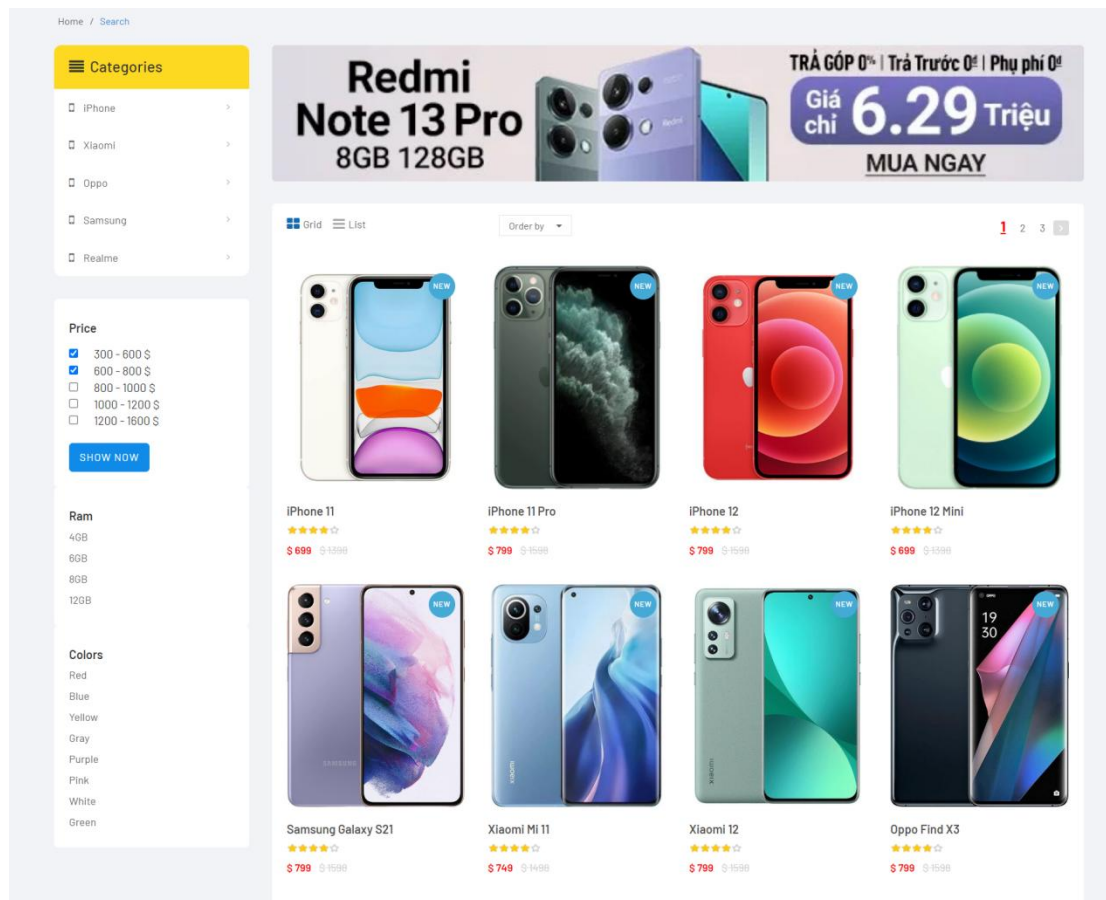 Home / Search
Categories
iPhone
Xiaomi
Oppo
Samsung
Realme
Price
300 - 600 $
600 - 800 $
800 - 1000 $
1000 - 1200 $
1200 - 1600 $
SHOW NOW
Ram
4GB
6GB
8GB
12GB
Colors
Red
Blue
Yellow
Gray
Purple
Pink
White
Green
Redmi
Note 13 Pro
8GB 128GB
TRẢ GÓP 0% | Trả Trước 0đ | Phụ phí 0đ
Giá chỉ 6.29 Triệu
MUA NGAY
Grid List Order by 1 2 3
NEW NEW NEW NEW
iPhone 11 iPhone 11 Pro iPhone 12 iPhone 12 Mini
$ 699 $ 1398 $ 799 $ 1598 $ 799 $ 1598 $ 699 $ 1398
NEW NEW NEW NEW
19
30
SAMSUNG
XIAOMI
Samsung Galaxy S21 Xiaomi Mi 11 Xiaomi 12 Oppo Find X3
$ 799 $ 1598 $ 749 $ 1498 $ 799 $ 1598 $ 799 $ 1598